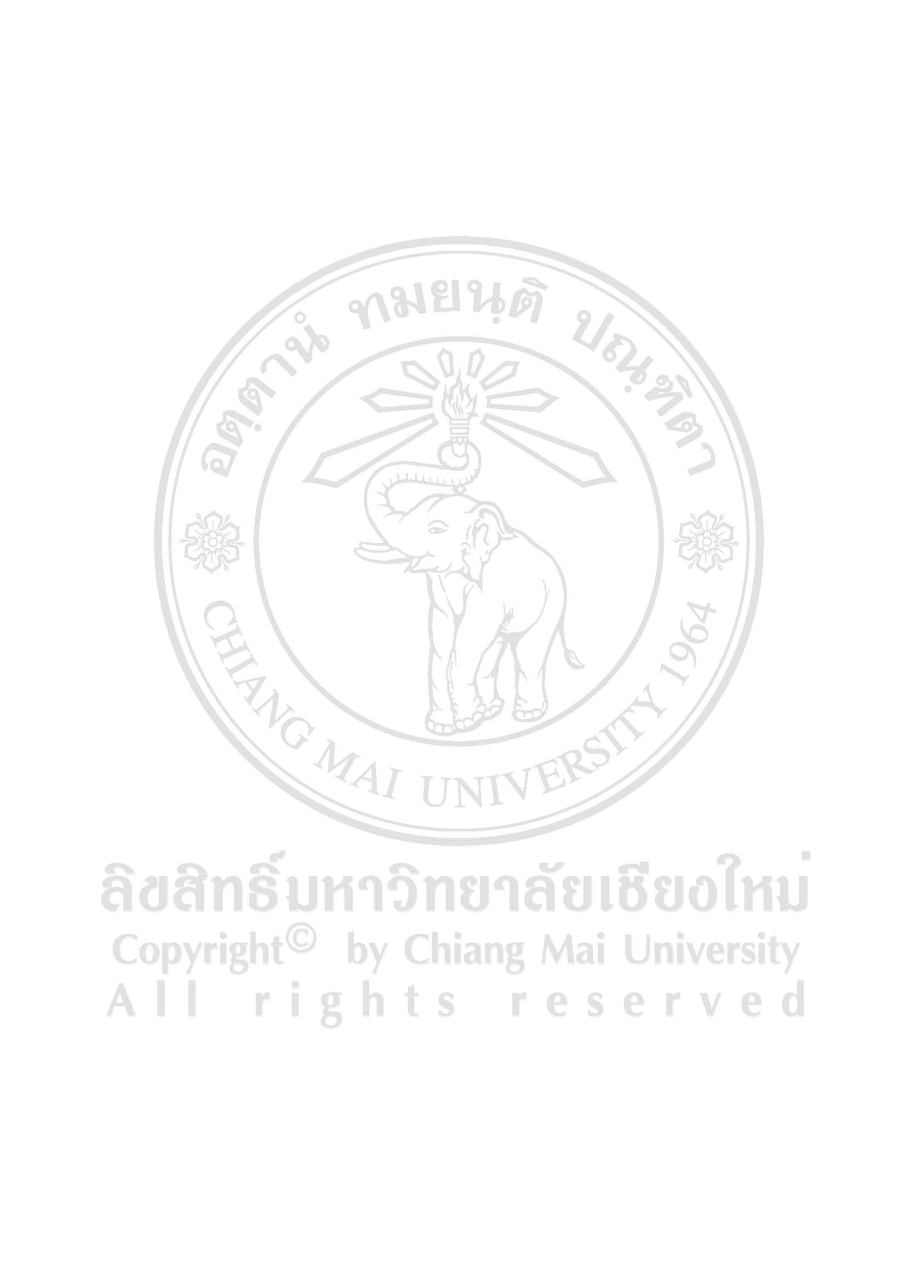 อตฺตานํ ทมยนฺติ ปณฺฑิตา
CHIANG MAI UNIVERSITY 1964
ลิขสิทธิ์มหาวิทยาลัยเชียงใหม่
Copyright© by Chiang Mai University
All rights reserved